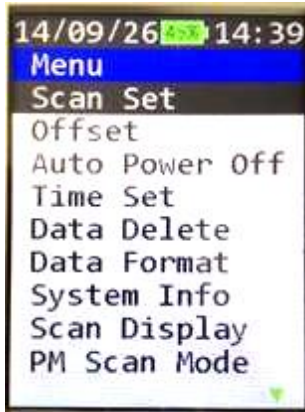 14/09/26 14:39
Menu
Scan Set
Offset
Auto Power Off
Time Set
Data Delete
Data Format
System Info
Scan Display
PM Scan Mode